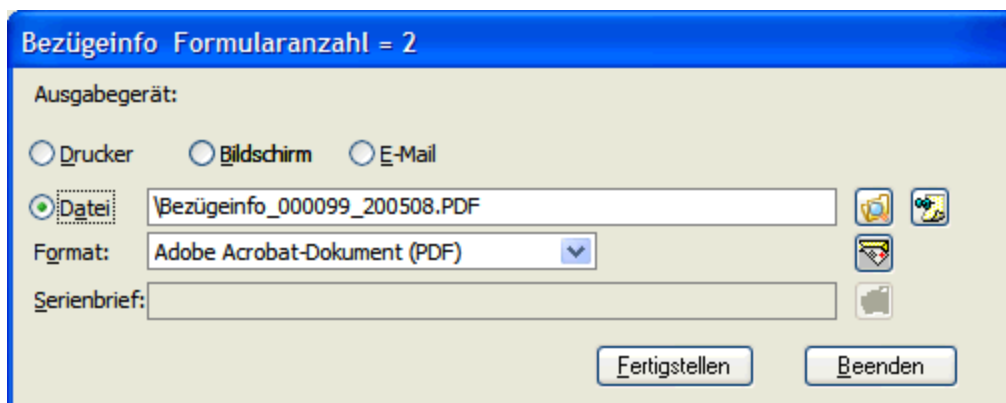 Bezügeinfo Formularanzahl = 2
Ausgabegerät:
Drucker Bildschirm E-Mail
Datei \Bezügeinfo_000099_200508.PDF
Format: Adobe Acrobat-Dokument (PDF)
Serienbrief:
Fertigstellen Beenden